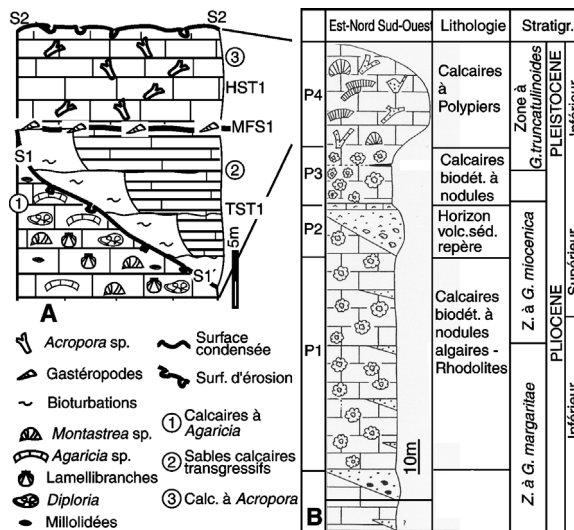 S2
S2
3
HST1
MFS1
S1
2
1
TST1
5m
S1
A
Acropora sp.
Gastéropodes
Bioturbations
Montastrea sp.
Agaricia sp.
Lamellibranches
Diploria
Millolidées
Surface
condensée
Surf. d'érosion
1 Calcaires à
Agaricia
2 Sables calcaires
transgressifs
3 Calc. à Acropora
Est-Nord Sud-Ouest
Lithologie
Stratigr.
P4
Calcaires
à
Polypiers
Zone à
G.truncatulinoides
PLEISTOCENE
Inférieur
P3
Calcaires
biodét. à
nodules
P2
Horizon
volc.séd.
repère
Z. à G. miocenica
Supérieur
P1
Calcaires
biodét. à
nodules
algaires -
Rhodolites
PLIOCENE
Z. à G. margaritae
Inférieur
10m
B